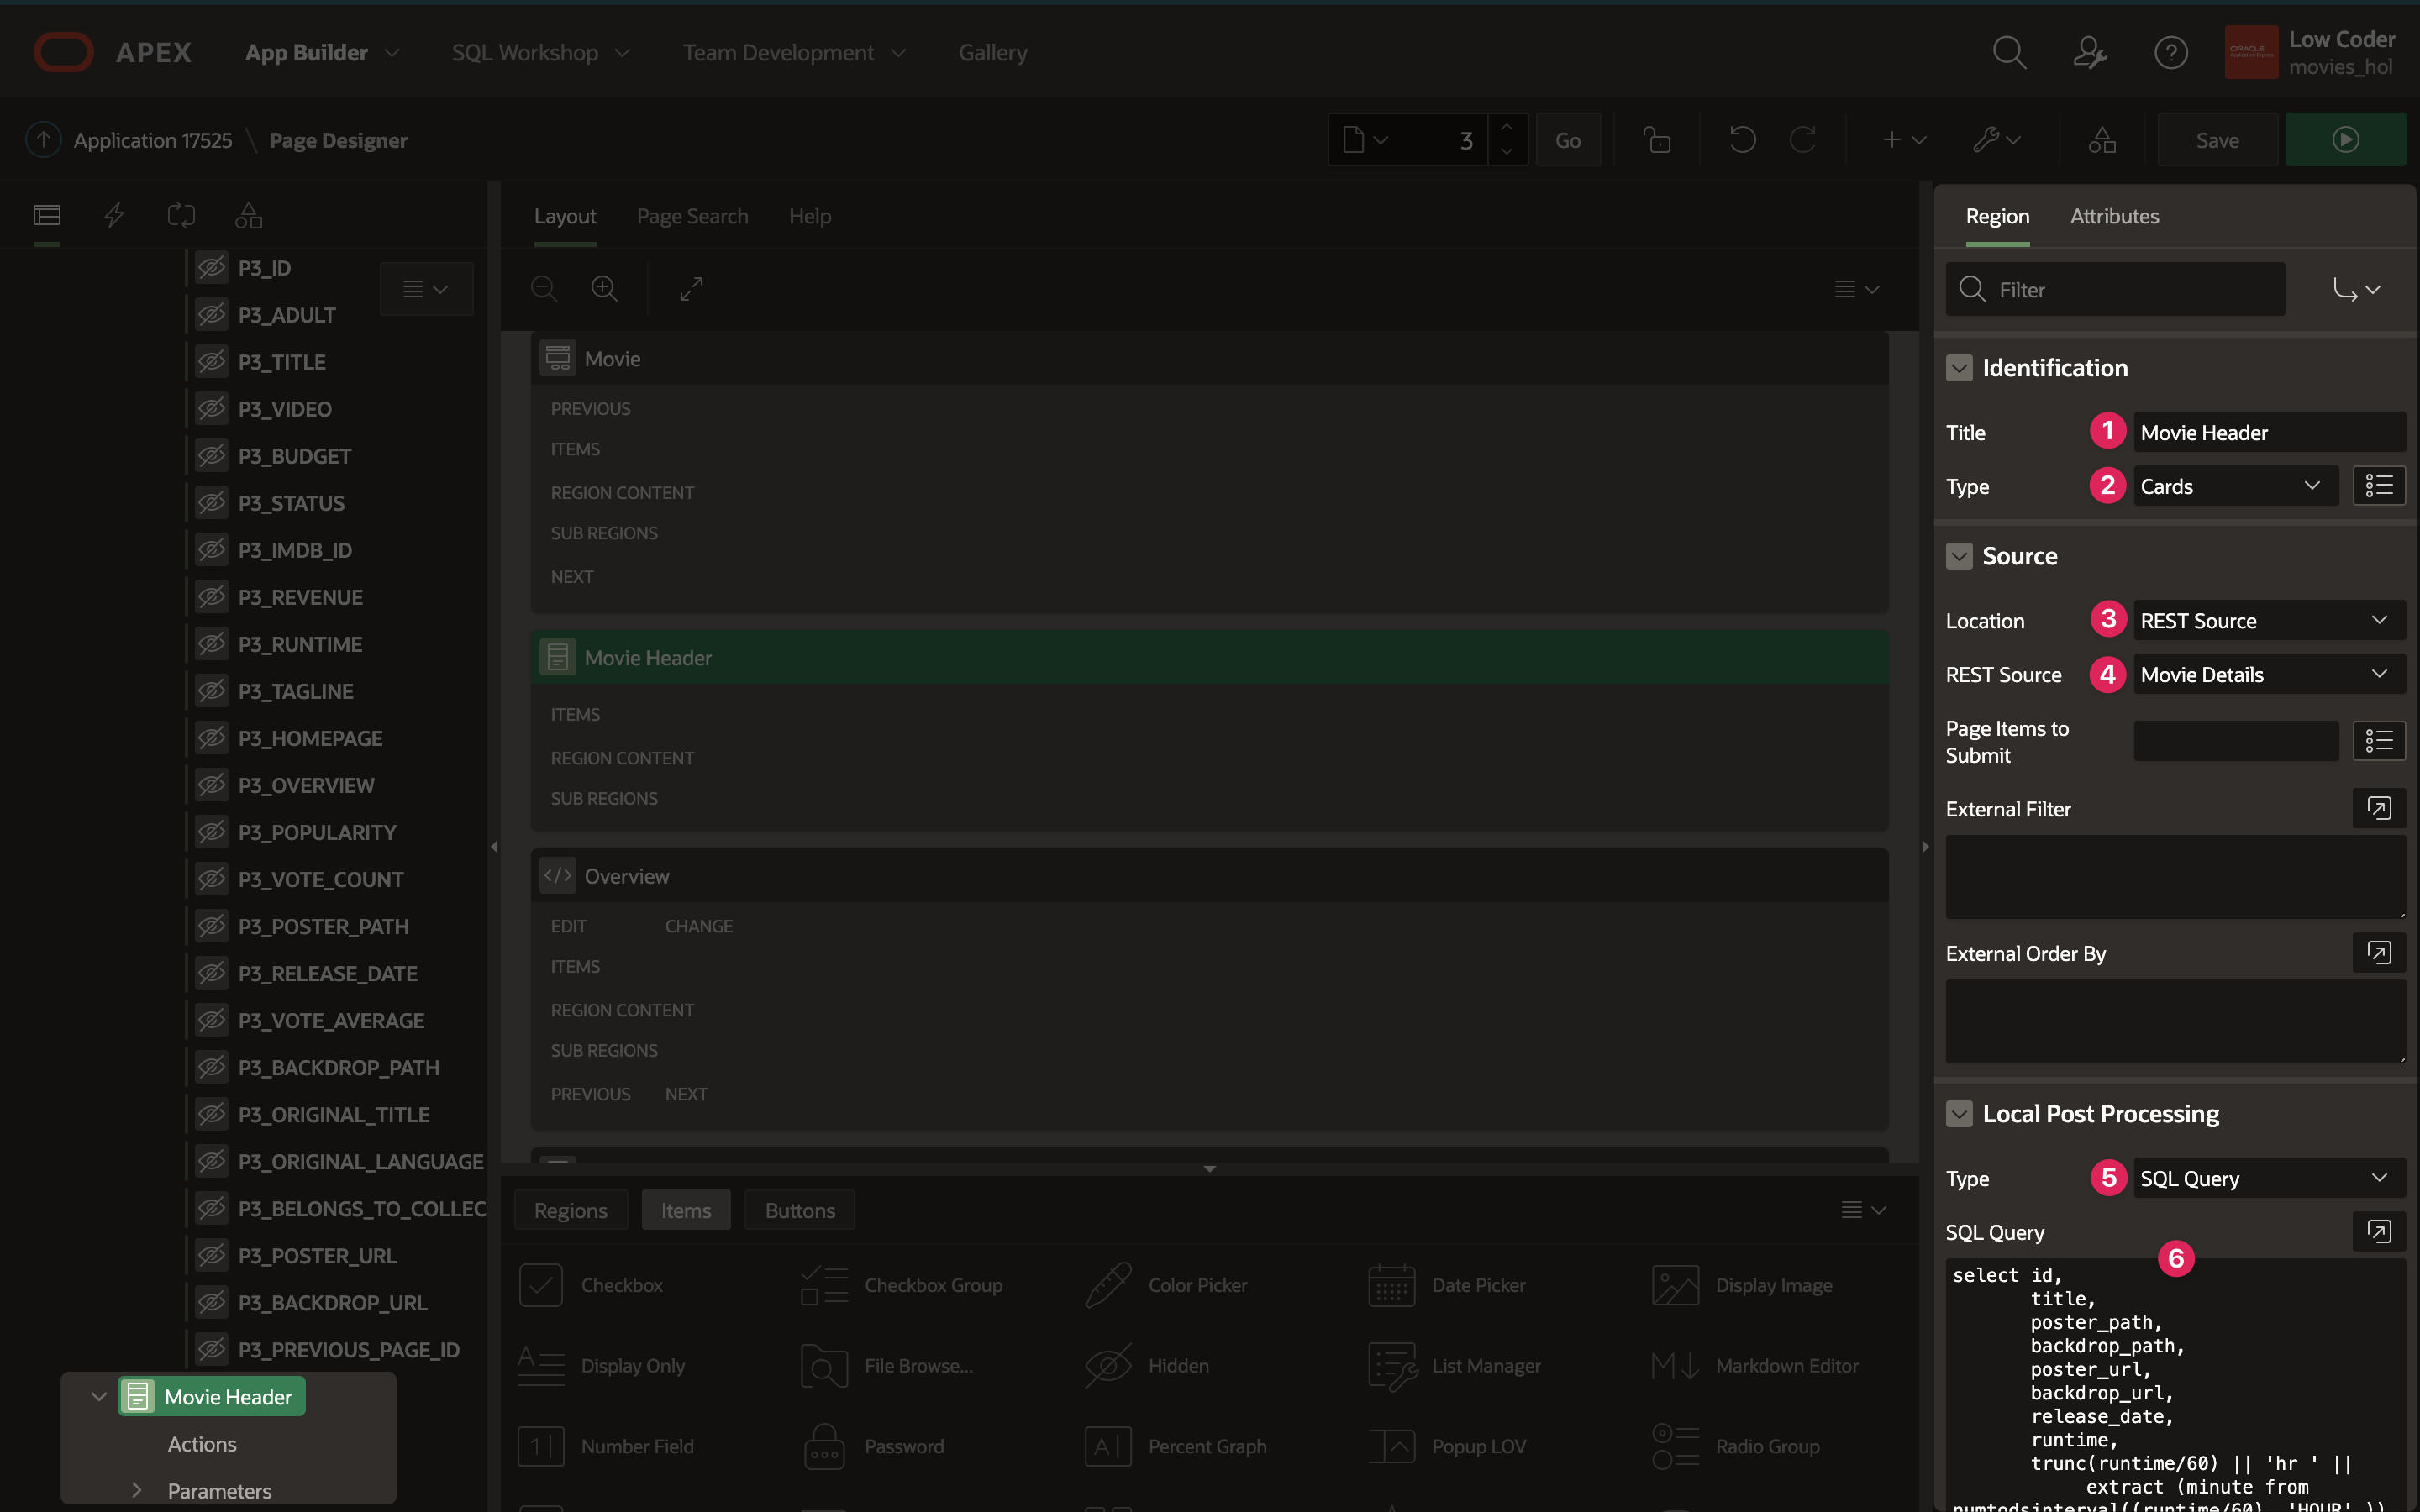 APEX
App Builder
SQL Workshop
Team Development
Gallery
ORACLE
Low Coder
movies_hol
Application 17525 \ Page Designer
3
Go
Save
P3_ID
P3_ADULT
P3_TITLE
P3_VIDEO
P3_BUDGET
P3_STATUS
P3_IMDB_ID
P3_REVENUE
P3_RUNTIME
P3_TAGLINE
P3_HOMEPAGE
P3_OVERVIEW
P3_POPULARITY
P3_VOTE_COUNT
P3_POSTER_PATH
P3_RELEASE_DATE
P3_VOTE_AVERAGE
P3_BACKDROP_PATH
P3_ORIGINAL_TITLE
P3_ORIGINAL_LANGUAGE
P3_BELONGS_TO_COLLEC
P3_POSTER_URL
P3_BACKDROP_URL
P3_PREVIOUS_PAGE_ID
Movie Header
Actions
Parameters
Layout
Page Search
Help
Movie
PREVIOUS
ITEMS
REGION CONTENT
SUB REGIONS
NEXT
Movie Header
ITEMS
REGION CONTENT
SUB REGIONS
Overview
EDIT CHANGE
ITEMS
REGION CONTENT
SUB REGIONS
PREVIOUS NEXT
Regions
Items
Buttons
Checkbox
Checkbox Group
Color Picker
Date Picker
Display Image
Display Only
File Browse...
Hidden
List Manager
Markdown Editor
Number Field
Password
Percent Graph
Popup LOV
Radio Group
Region
Attributes
Filter
Identification
Title 1 Movie Header
Type 2 Cards
Source
Location 3 REST Source
REST Source 4 Movie Details
Page Items to
Submit
External Filter
External Order By
Local Post Processing
Type 5 SQL Query
SQL Query
6
select id,
title,
poster_path,
backdrop_path,
poster_url,
backdrop_url,
release_date,
runtime,
trunc(runtime/60) || 'hr ' ||
extract (minute from
numtodsinterval((runtime/60), 'HOUR' ))